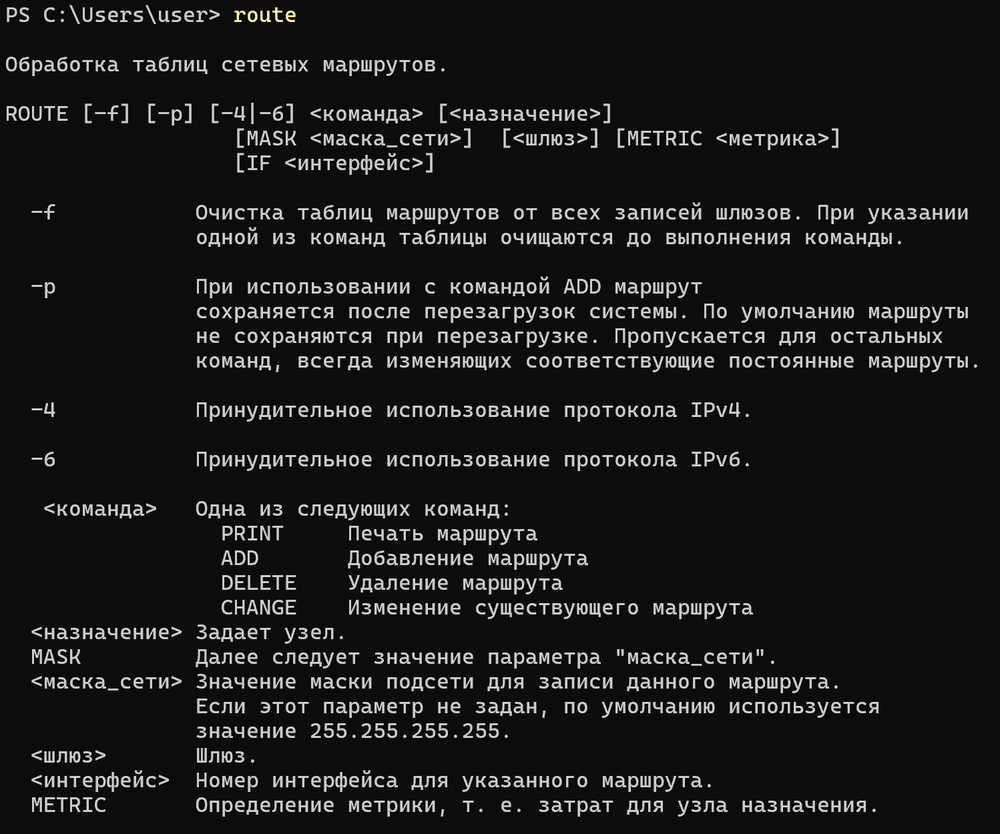 PS C:\Users\user> route
Обработка таблиц сетевых маршрутов.
ROUTE [-f] [-p] [-4|-6] <команда> [<назначение>]
[MASK <маска_сети>]  [<шлюз>] [METRIC <метрика>]
[IF <интерфейс>]
-f Очистка таблиц маршрутов от всех записей шлюзов. При указании
одной из команд таблицы очищаются до выполнения команды.
-p При использовании с командой ADD маршрут
сохраняется после перезагрузок системы. По умолчанию маршруты
не сохраняются при перезагрузке. Пропускается для остальных
команд, всегда изменяющих соответствующие постоянные маршруты.
-4 Принудительное использование протокола IPv4.
-6 Принудительное использование протокола IPv6.
<команда> Одна из следующих команд:
PRINT Печать маршрута
ADD Добавление маршрута
DELETE Удаление маршрута
CHANGE Изменение существующего маршрута
<назначение> Задает узел.
MASK Далее следует значение параметра "маска_сети".
<маска_сети> Значение маски подсети для записи данного маршрута.
Если этот параметр не задан, по умолчанию используется
значение 255.255.255.255.
<шлюз> Шлюз.
<интерфейс> Номер интерфейса для указанного маршрута.
METRIC Определение метрики, т. е. затрат для узла назначения.